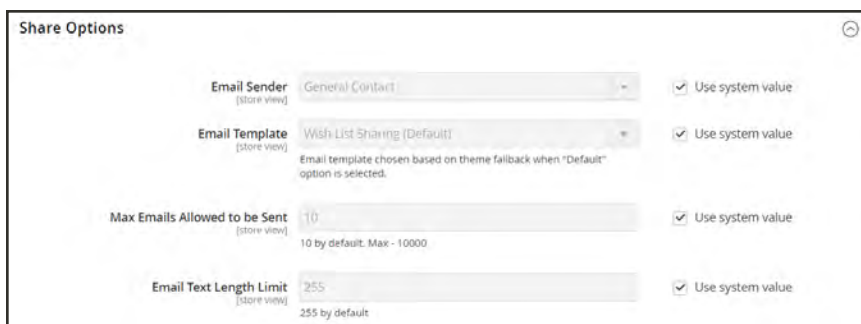 Share Options
Email Sender General Contact Use system value
[store view]
Email Template Wish List Sharing (Default) Use system value
[store view]
Email template chosen based on theme fallback when "Default"
option is selected.
Max Emails Allowed to be Sent 10 Use system value
[store view]
10 by default. Max - 10000
Email Text Length Limit 255 Use system value
[store view]
255 by default